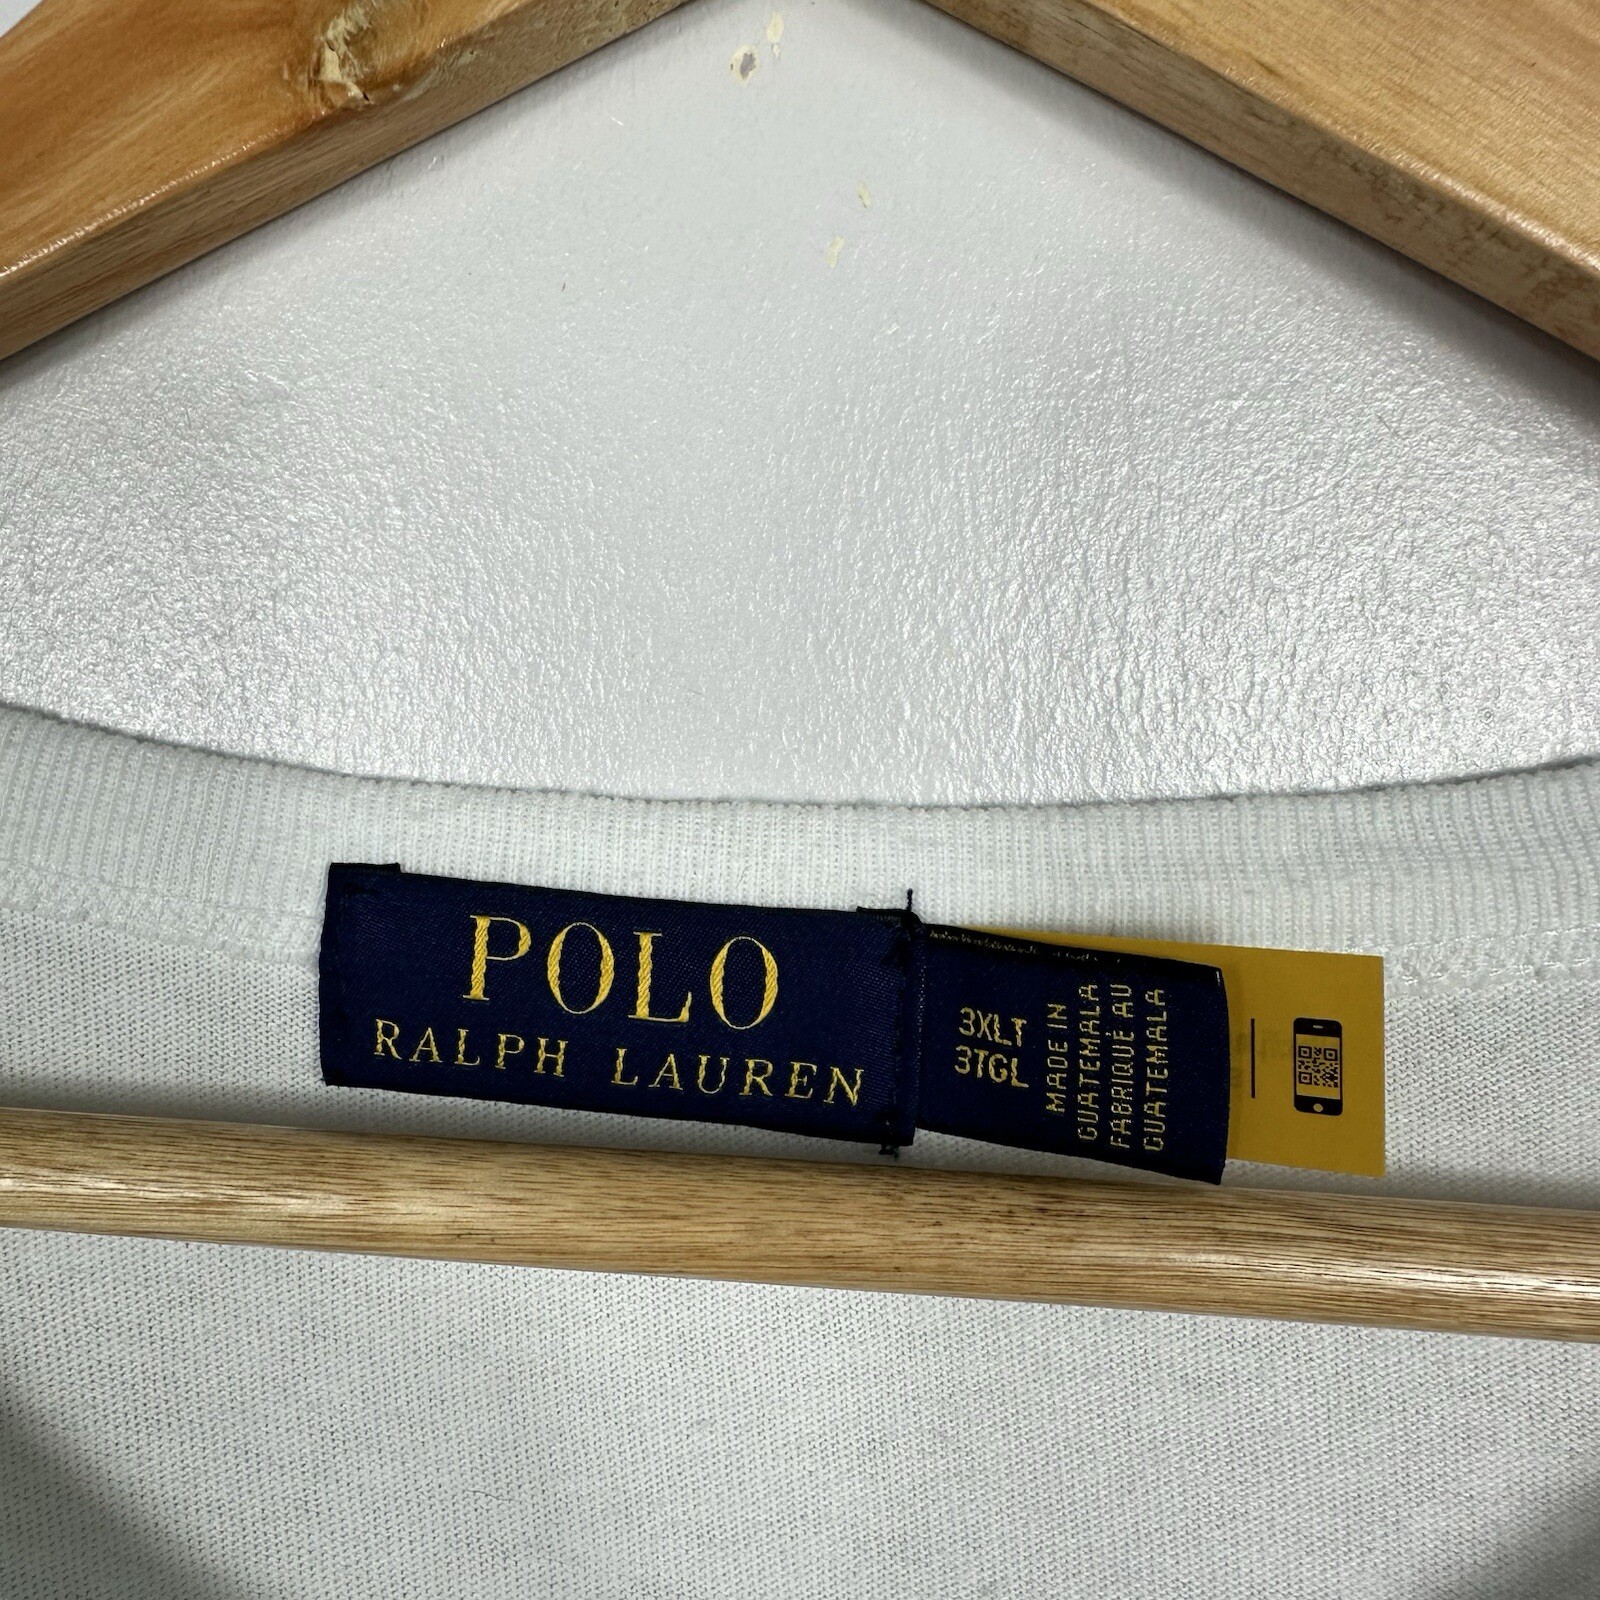 POLO
RALPH LAUREN
3XLT
3TGL
MADE IN
GUATEMALA
FABRIQUÉ AU
GUATEMALA